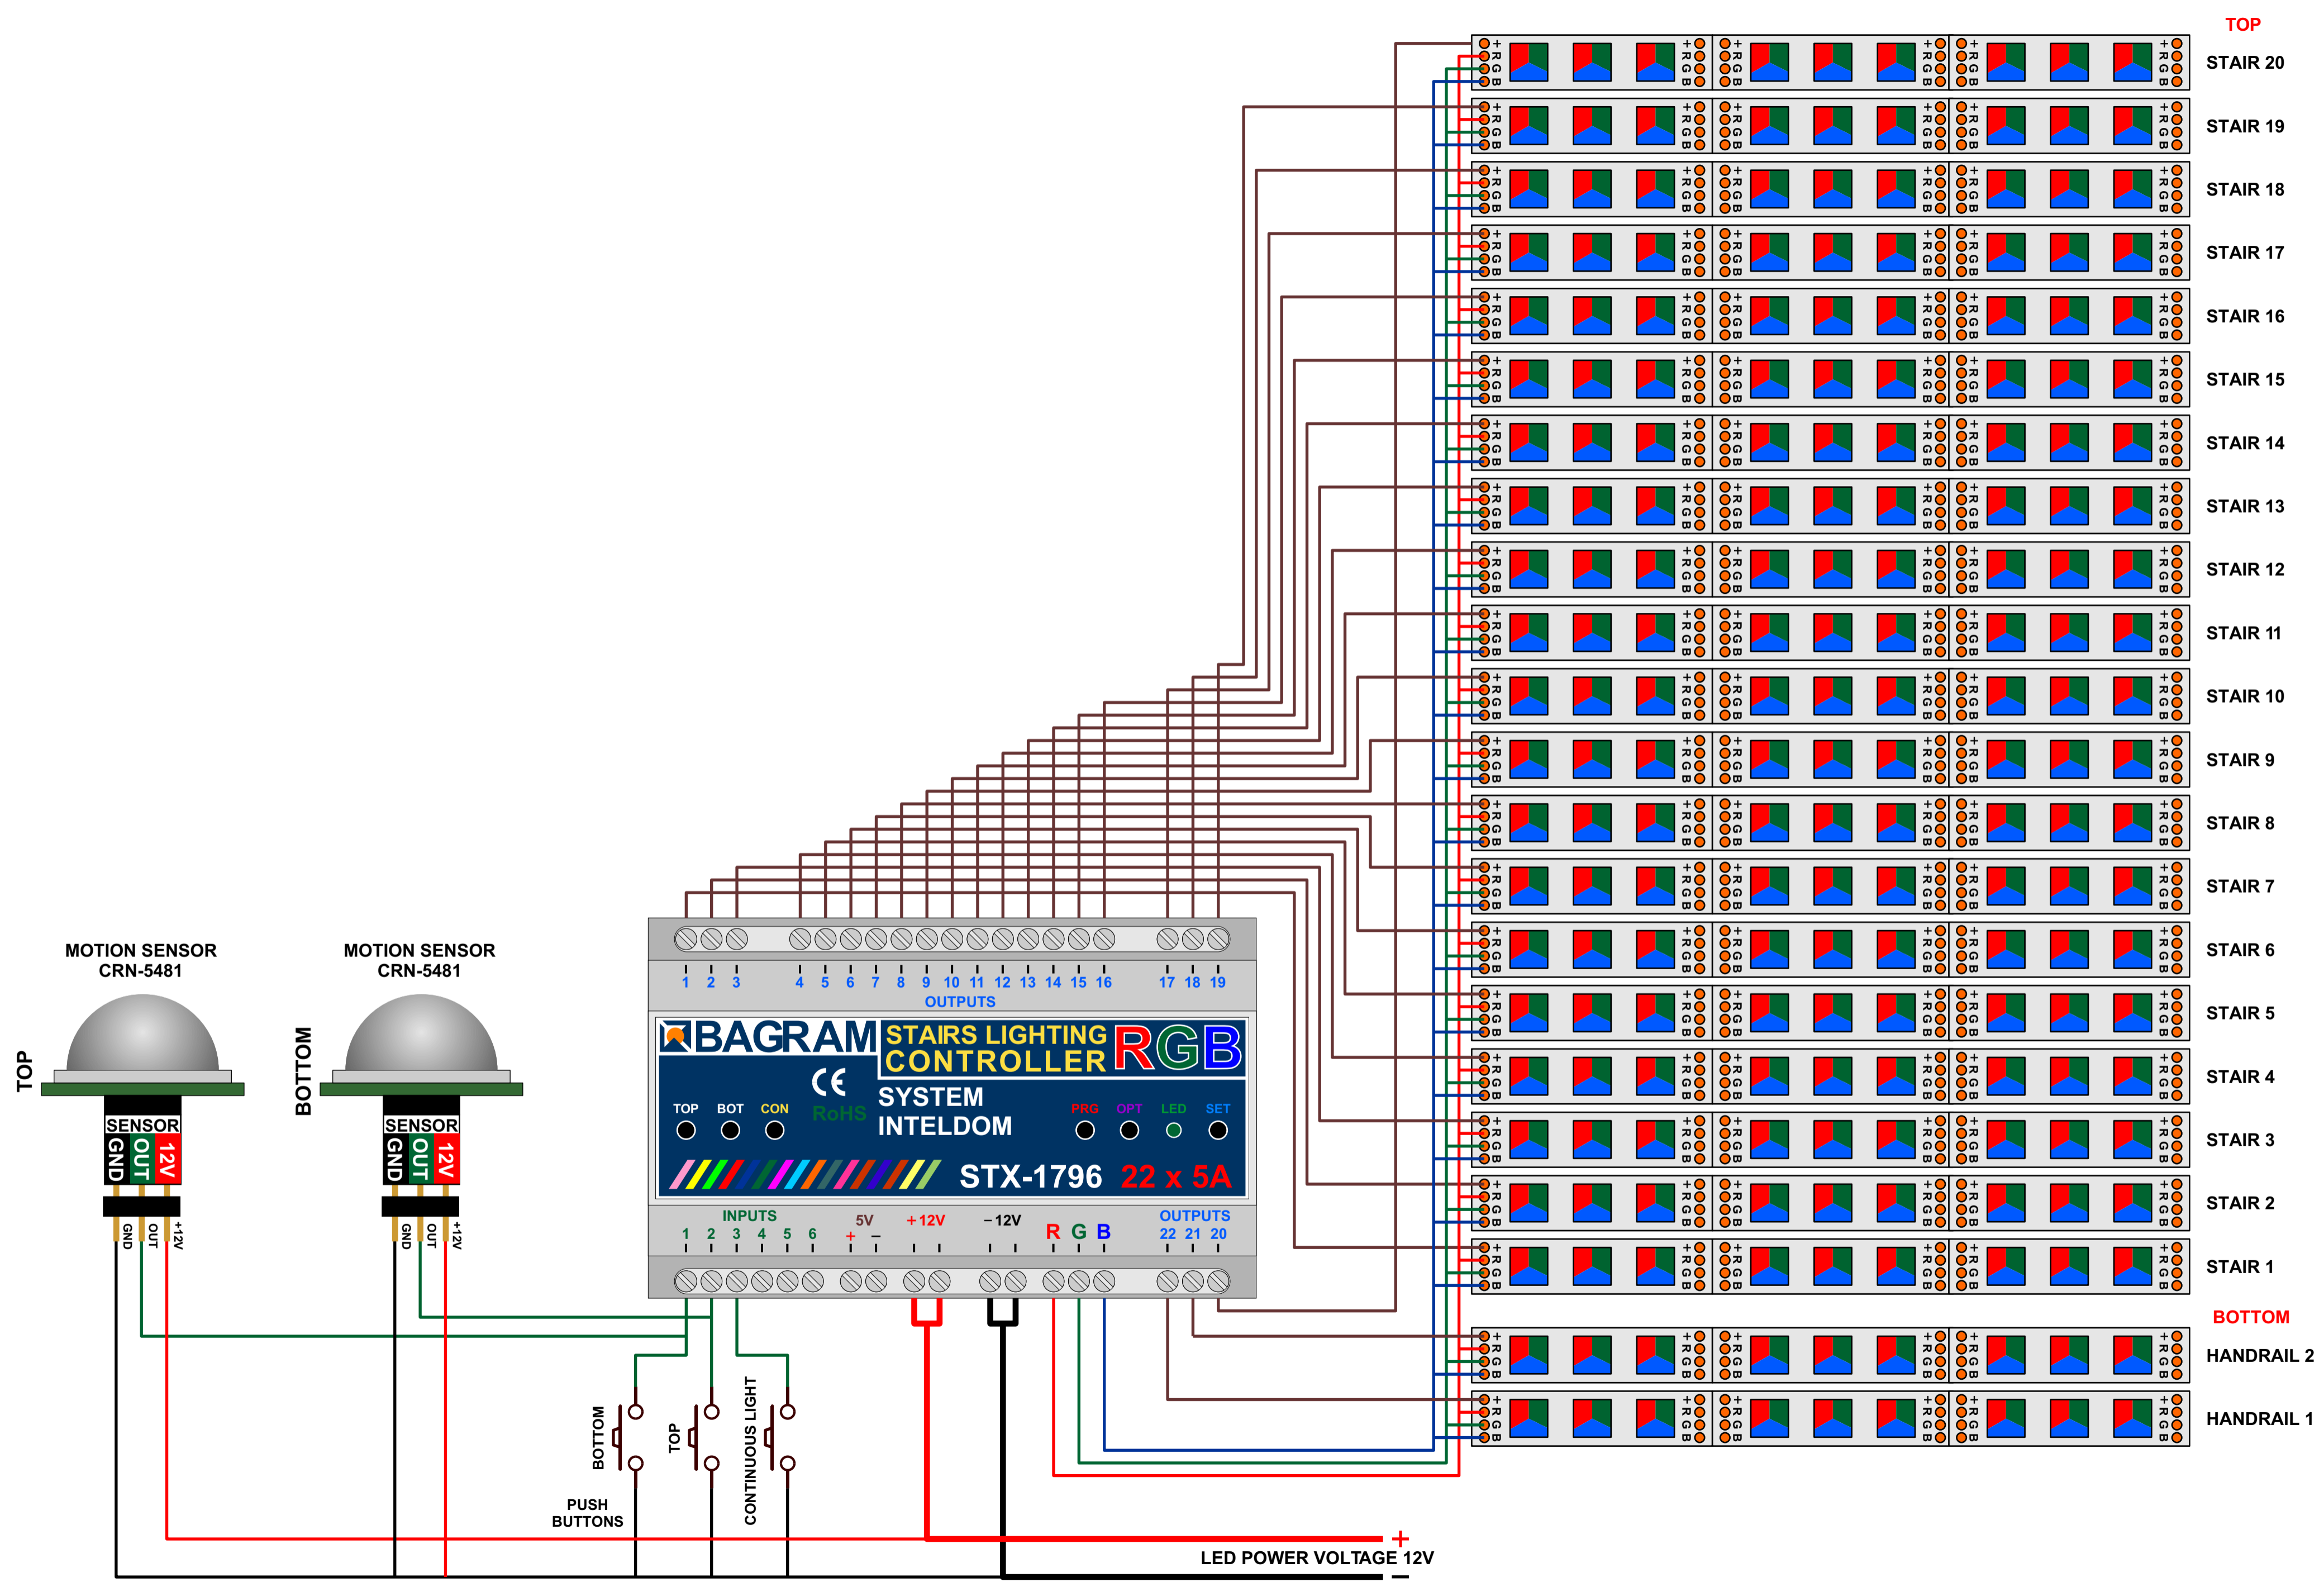 TOP
+ R G B + R G B + R G B + R G B + R G B + R G B STAIR 20
+ R G B + R G B + R G B + R G B + R G B + R G B STAIR 19
+ R G B + R G B + R G B + R G B + R G B + R G B STAIR 18
+ R G B + R G B + R G B + R G B + R G B + R G B STAIR 17
+ R G B + R G B + R G B + R G B + R G B + R G B STAIR 16
+ R G B + R G B + R G B + R G B + R G B + R G B STAIR 15
+ R G B + R G B + R G B + R G B + R G B + R G B STAIR 14
+ R G B + R G B + R G B + R G B + R G B + R G B STAIR 13
+ R G B + R G B + R G B + R G B + R G B + R G B STAIR 12
+ R G B + R G B + R G B + R G B + R G B + R G B STAIR 11
+ R G B + R G B + R G B + R G B + R G B + R G B STAIR 10
+ R G B + R G B + R G B + R G B + R G B + R G B STAIR 9
+ R G B + R G B + R G B + R G B + R G B + R G B STAIR 8
+ R G B + R G B + R G B + R G B + R G B + R G B STAIR 7
+ R G B + R G B + R G B + R G B + R G B + R G B STAIR 6
+ R G B + R G B + R G B + R G B + R G B + R G B STAIR 5
+ R G B + R G B + R G B + R G B + R G B + R G B STAIR 4
+ R G B + R G B + R G B + R G B + R G B + R G B STAIR 3
+ R G B + R G B + R G B + R G B + R G B + R G B STAIR 2
+ R G B + R G B + R G B + R G B + R G B + R G B STAIR 1
BOTTOM
+ R G B + R G B + R G B + R G B + R G B + R G B HANDRAIL 2
+ R G B + R G B + R G B + R G B + R G B + R G B HANDRAIL 1
MOTION SENSOR
CRN-5481
TOP
SENSOR
GND OUT 12V
GND OUT +12V
MOTION SENSOR
CRN-5481
BOTTOM
SENSOR
GND OUT 12V
GND OUT +12V
1 2 3 4 5 6 7 8 9 10 11 12 13 14 15 16 17 18 19
OUTPUTS
BAGRAM
STAIRS LIGHTING
CONTROLLER
RGB
CE
RoHS
SYSTEM
INTELDOM
TOP BOT CON
PRG OPT LED SET
STX-1796 22 x 5A
INPUTS
1 2 3 4 5 6
5V
+ −
+12V
−12V
R G B
OUTPUTS
22 21 20
BOTTOM
TOP
CONTINUOUS LIGHT
PUSH
BUTTONS
+
LED POWER VOLTAGE 12V
−